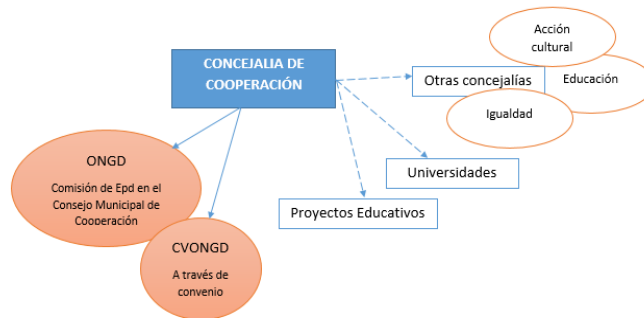 CONCEJALIA DE
COOPERACIÓN
Acción
cultural
Otras concejalías
Educación
Igualdad
ONGD
Comisión de Epd en el
Consejo Municipal de
Cooperación
Universidades
Proyectos Educativos
CVONGD
A través de
convenio